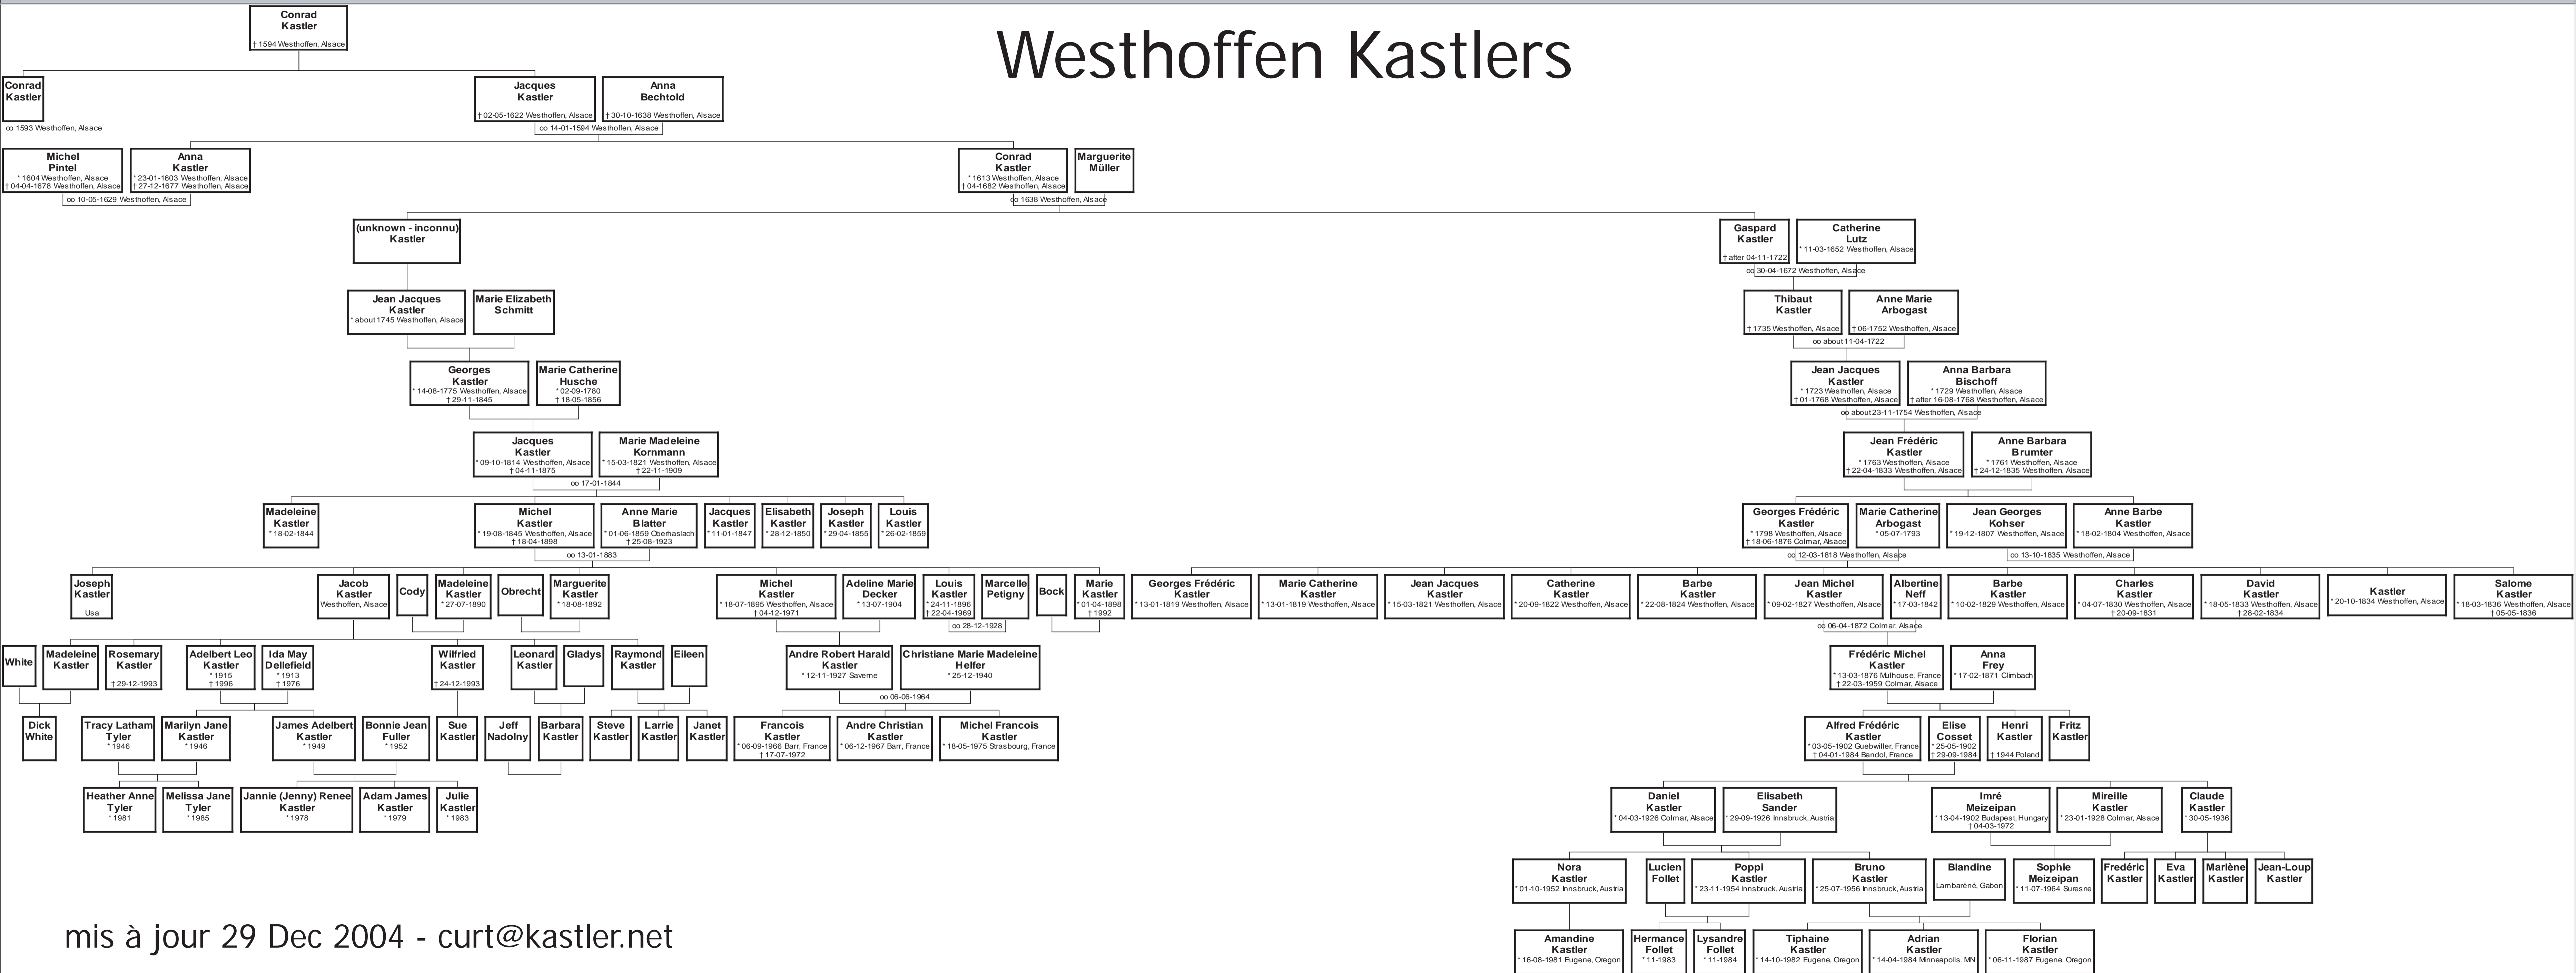 Westhoffen Kastlers
Conrad
Kastler
† 1594 Westhoffen, Alsace
Conrad
Kastler
oo 1593 Westhoffen, Alsace
Jacques
Kastler
† 02-05-1622 Westhoffen, Alsace
Anna
Bechtold
† 30-10-1638 Westhoffen, Alsace
oo 14-01-1594 Westhoffen, Alsace
Michel
Pintel
* 1604 Westhoffen, Alsace
† 04-04-1678 Westhoffen, Alsace
Anna
Kastler
* 23-01-1603 Westhoffen, Alsace
† 27-12-1677 Westhoffen, Alsace
oo 10-05-1629 Westhoffen, Alsace
Conrad
Kastler
* 1613 Westhoffen, Alsace
† 04-1682 Westhoffen, Alsace
Marguerite
Müller
oo 1638 Westhoffen, Alsace
(unknown - inconnu)
Kastler
Gaspard
Kastler
† after 04-11-1722
Catherine
Lutz
* 11-03-1652 Westhoffen, Alsace
oo 30-04-1672 Westhoffen, Alsace
Jean Jacques
Kastler
* about 1745 Westhoffen, Alsace
Marie Elizabeth
Schmitt
Thibaut
Kastler
† 1735 Westhoffen, Alsace
Anne Marie
Arbogast
† 06-1752 Westhoffen, Alsace
oo about 11-04-1722
Georges
Kastler
* 14-08-1775 Westhoffen, Alsace
† 29-11-1845
Marie Catherine
Husche
* 02-09-1780
† 18-05-1856
Jean Jacques
Kastler
* 1723 Westhoffen, Alsace
† 01-1768 Westhoffen, Alsace
Anna Barbara
Bischoff
* 1729 Westhoffen, Alsace
† after 16-08-1768 Westhoffen, Alsace
oo about 23-11-1754 Westhoffen, Alsace
Jacques
Kastler
* 09-10-1814 Westhoffen, Alsace
† 04-11-1875
Marie Madeleine
Kornmann
* 15-03-1821 Westhoffen, Alsace
† 22-11-1909
oo 17-01-1844
Jean Frédéric
Kastler
* 1763 Westhoffen, Alsace
† 22-04-1833 Westhoffen, Alsace
Anne Barbara
Brumter
* 1761 Westhoffen, Alsace
† 24-12-1835 Westhoffen, Alsace
Madeleine
Kastler
* 18-02-1844
Michel
Kastler
* 19-08-1845 Westhoffen, Alsace
† 18-04-1898
Anne Marie
Blatter
* 01-06-1859 Oberhaslach
† 25-08-1923
oo 13-01-1883
Jacques
Kastler
* 11-01-1847
Elisabeth
Kastler
* 28-12-1850
Joseph
Kastler
* 29-04-1855
Louis
Kastler
* 26-02-1859
Georges Frédéric
Kastler
* 1798 Westhoffen, Alsace
† 18-06-1876 Colmar, Alsace
Marie Catherine
Arbogast
* 05-07-1793
oo 12-03-1818 Westhoffen, Alsace
Jean Georges
Kohser
* 19-12-1807 Westhoffen, Alsace
Anne Barbe
Kastler
* 18-02-1804 Westhoffen, Alsace
oo 13-10-1835 Westhoffen, Alsace
Joseph
Kastler
Usa
Jacob
Kastler
Westhoffen, Alsace
Cody
Madeleine
Kastler
* 27-07-1890
Obrecht
Marguerite
Kastler
* 18-08-1892
Michel
Kastler
* 18-07-1895 Westhoffen, Alsace
† 04-12-1971
Adeline Marie
Decker
* 13-07-1904
Louis
Kastler
* 24-11-1896
† 22-04-1969
Marcelle
Petigny
oo 28-12-1928
Bock
Marie
Kastler
* 01-04-1898
† 1992
Georges Frédéric
Kastler
* 13-01-1819 Westhoffen, Alsace
Marie Catherine
Kastler
* 13-01-1819 Westhoffen, Alsace
Jean Jacques
Kastler
* 15-03-1821 Westhoffen, Alsace
Catherine
Kastler
* 20-09-1822 Westhoffen, Alsace
Barbe
Kastler
* 22-08-1824 Westhoffen, Alsace
Jean Michel
Kastler
* 09-02-1827 Westhoffen, Alsace
Albertine
Neff
* 17-03-1842
oo 06-04-1872 Colmar, Alsace
Barbe
Kastler
* 10-02-1829 Westhoffen, Alsace
Charles
Kastler
* 04-07-1830 Westhoffen, Alsace
† 20-09-1831
David
Kastler
* 18-05-1833 Westhoffen, Alsace
† 28-02-1834
Kastler
* 20-10-1834 Westhoffen, Alsace
Salome
Kastler
* 18-03-1836 Westhoffen, Alsace
† 05-05-1836
White
Madeleine
Kastler
Rosemary
Kastler
† 29-12-1993
Adelbert Leo
Kastler
* 1915
† 1996
Ida May
Dellefield
* 1913
† 1976
Wilfried
Kastler
† 24-12-1993
Leonard
Kastler
Gladys
Raymond
Kastler
Eileen
Andre Robert Harald
Kastler
* 12-11-1927 Saverne
Christiane Marie Madeleine
Helfer
* 25-12-1940
oo 06-06-1964
Frédéric Michel
Kastler
* 13-03-1876 Mulhouse, France
† 22-03-1959 Colmar, Alsace
Anna
Frey
* 17-02-1871 Climbach
Dick
White
Tracy Latham
Tyler
* 1946
Marilyn Jane
Kastler
* 1946
James Adelbert
Kastler
* 1949
Bonnie Jean
Fuller
* 1952
Sue
Kastler
Jeff
Nadolny
Barbara
Kastler
Steve
Kastler
Larrie
Kastler
Janet
Kastler
Francois
Kastler
* 06-09-1966 Barr, France
† 17-07-1972
Andre Christian
Kastler
* 06-12-1967 Barr, France
Michel Francois
Kastler
* 18-05-1975 Strasbourg, France
Alfred Frédéric
Kastler
* 03-05-1902 Guebwiller, France
† 04-01-1984 Bandol, France
Elise
Cosset
* 25-05-1902
† 29-09-1984
Henri
Kastler
† 1944 Poland
Fritz
Kastler
Heather Anne
Tyler
* 1981
Melissa Jane
Tyler
* 1985
Jannie (Jenny) Renee
Kastler
* 1978
Adam James
Kastler
* 1979
Julie
Kastler
* 1983
Daniel
Kastler
* 04-03-1926 Colmar, Alsace
Elisabeth
Sander
* 29-09-1926 Innsbruck, Austria
Imré
Meizeipan
* 13-04-1902 Budapest, Hungary
† 04-03-1972
Mireille
Kastler
* 23-01-1928 Colmar, Alsace
Claude
Kastler
* 30-05-1936
Nora
Kastler
* 01-10-1952 Innsbruck, Austria
Lucien
Follet
Poppi
Kastler
* 23-11-1954 Innsbruck, Austria
Bruno
Kastler
* 25-07-1956 Innsbruck, Austria
Blandine
Lambaréné, Gabon
Sophie
Meizeipan
* 11-07-1964 Suresne
Fredéric
Kastler
Eva
Kastler
Marlène
Kastler
Jean-Loup
Kastler
Amandine
Kastler
* 16-08-1981 Eugene, Oregon
Hermance
Follet
* 11-1983
Lysandre
Follet
* 11-1984
Tiphaine
Kastler
* 14-10-1982 Eugene, Oregon
Adrian
Kastler
* 14-04-1984 Minneapolis, MN
Florian
Kastler
* 06-11-1987 Eugene, Oregon
mis à jour 29 Dec 2004 - curt@kastler.net